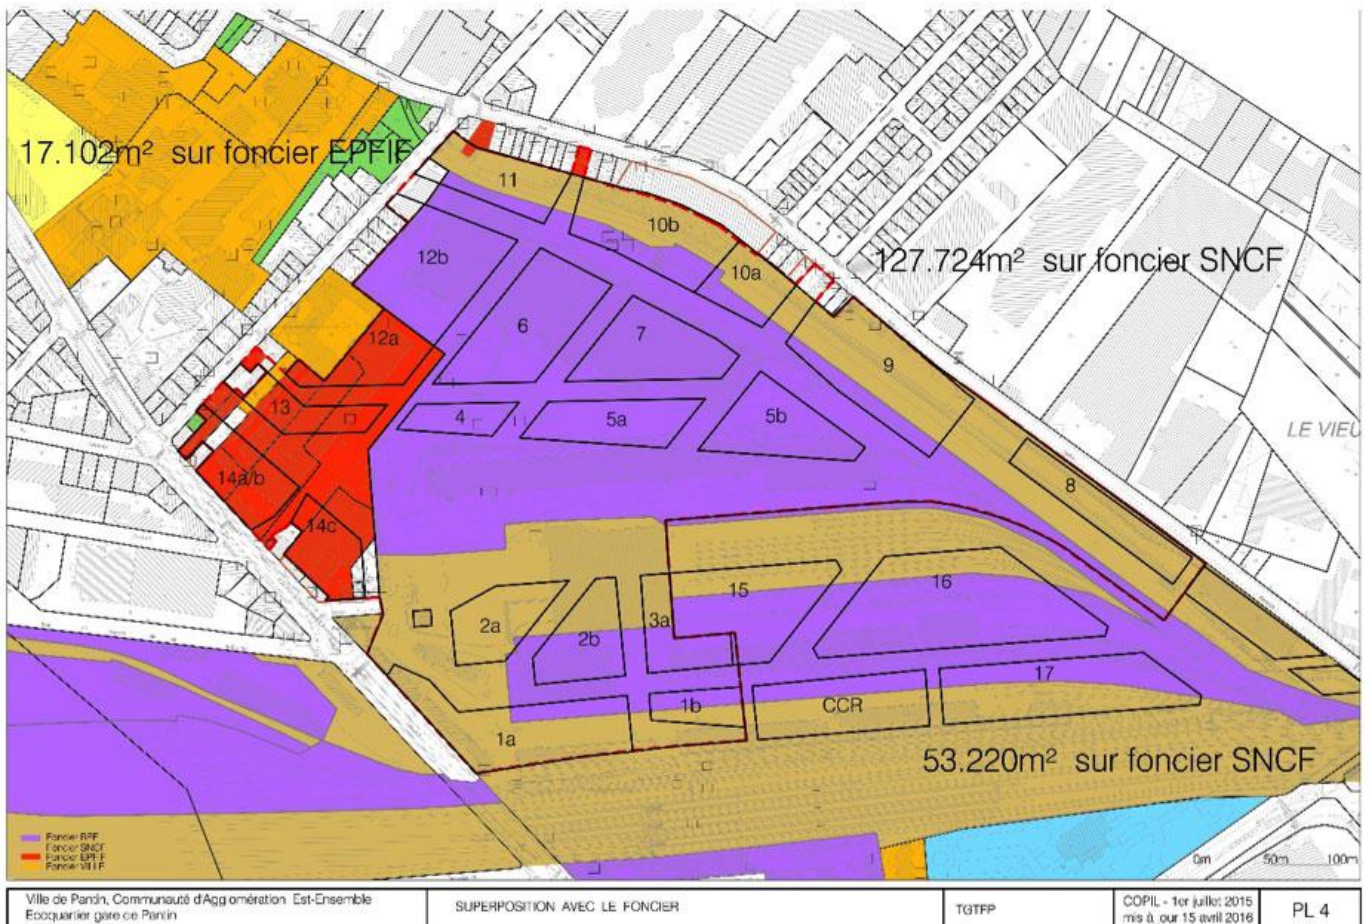 17.102m² sur foncier EPFIF
11
10b
127.724m² sur foncier SNCF
12b
10a
6
7
12a
9
13
4
5a
5b
LE VIEU
14a/b
8
14c
15
16
2a
2b
3a
17
1b
CCR
1a
53.220m² sur foncier SNCF
Foncier RFF
Foncier SNCF
Foncier EPFIF
Foncier VILLE
0m 50m 100m
Ville de Pantin, Communauté d'Agglomération Est-Ensemble
Ecoquartier gare de Pantin
SUPERPOSITION AVEC LE FONCIER
TGTFP
COPIL - 1er juillet 2015
mis à jour 15 avril 2016
PL 4